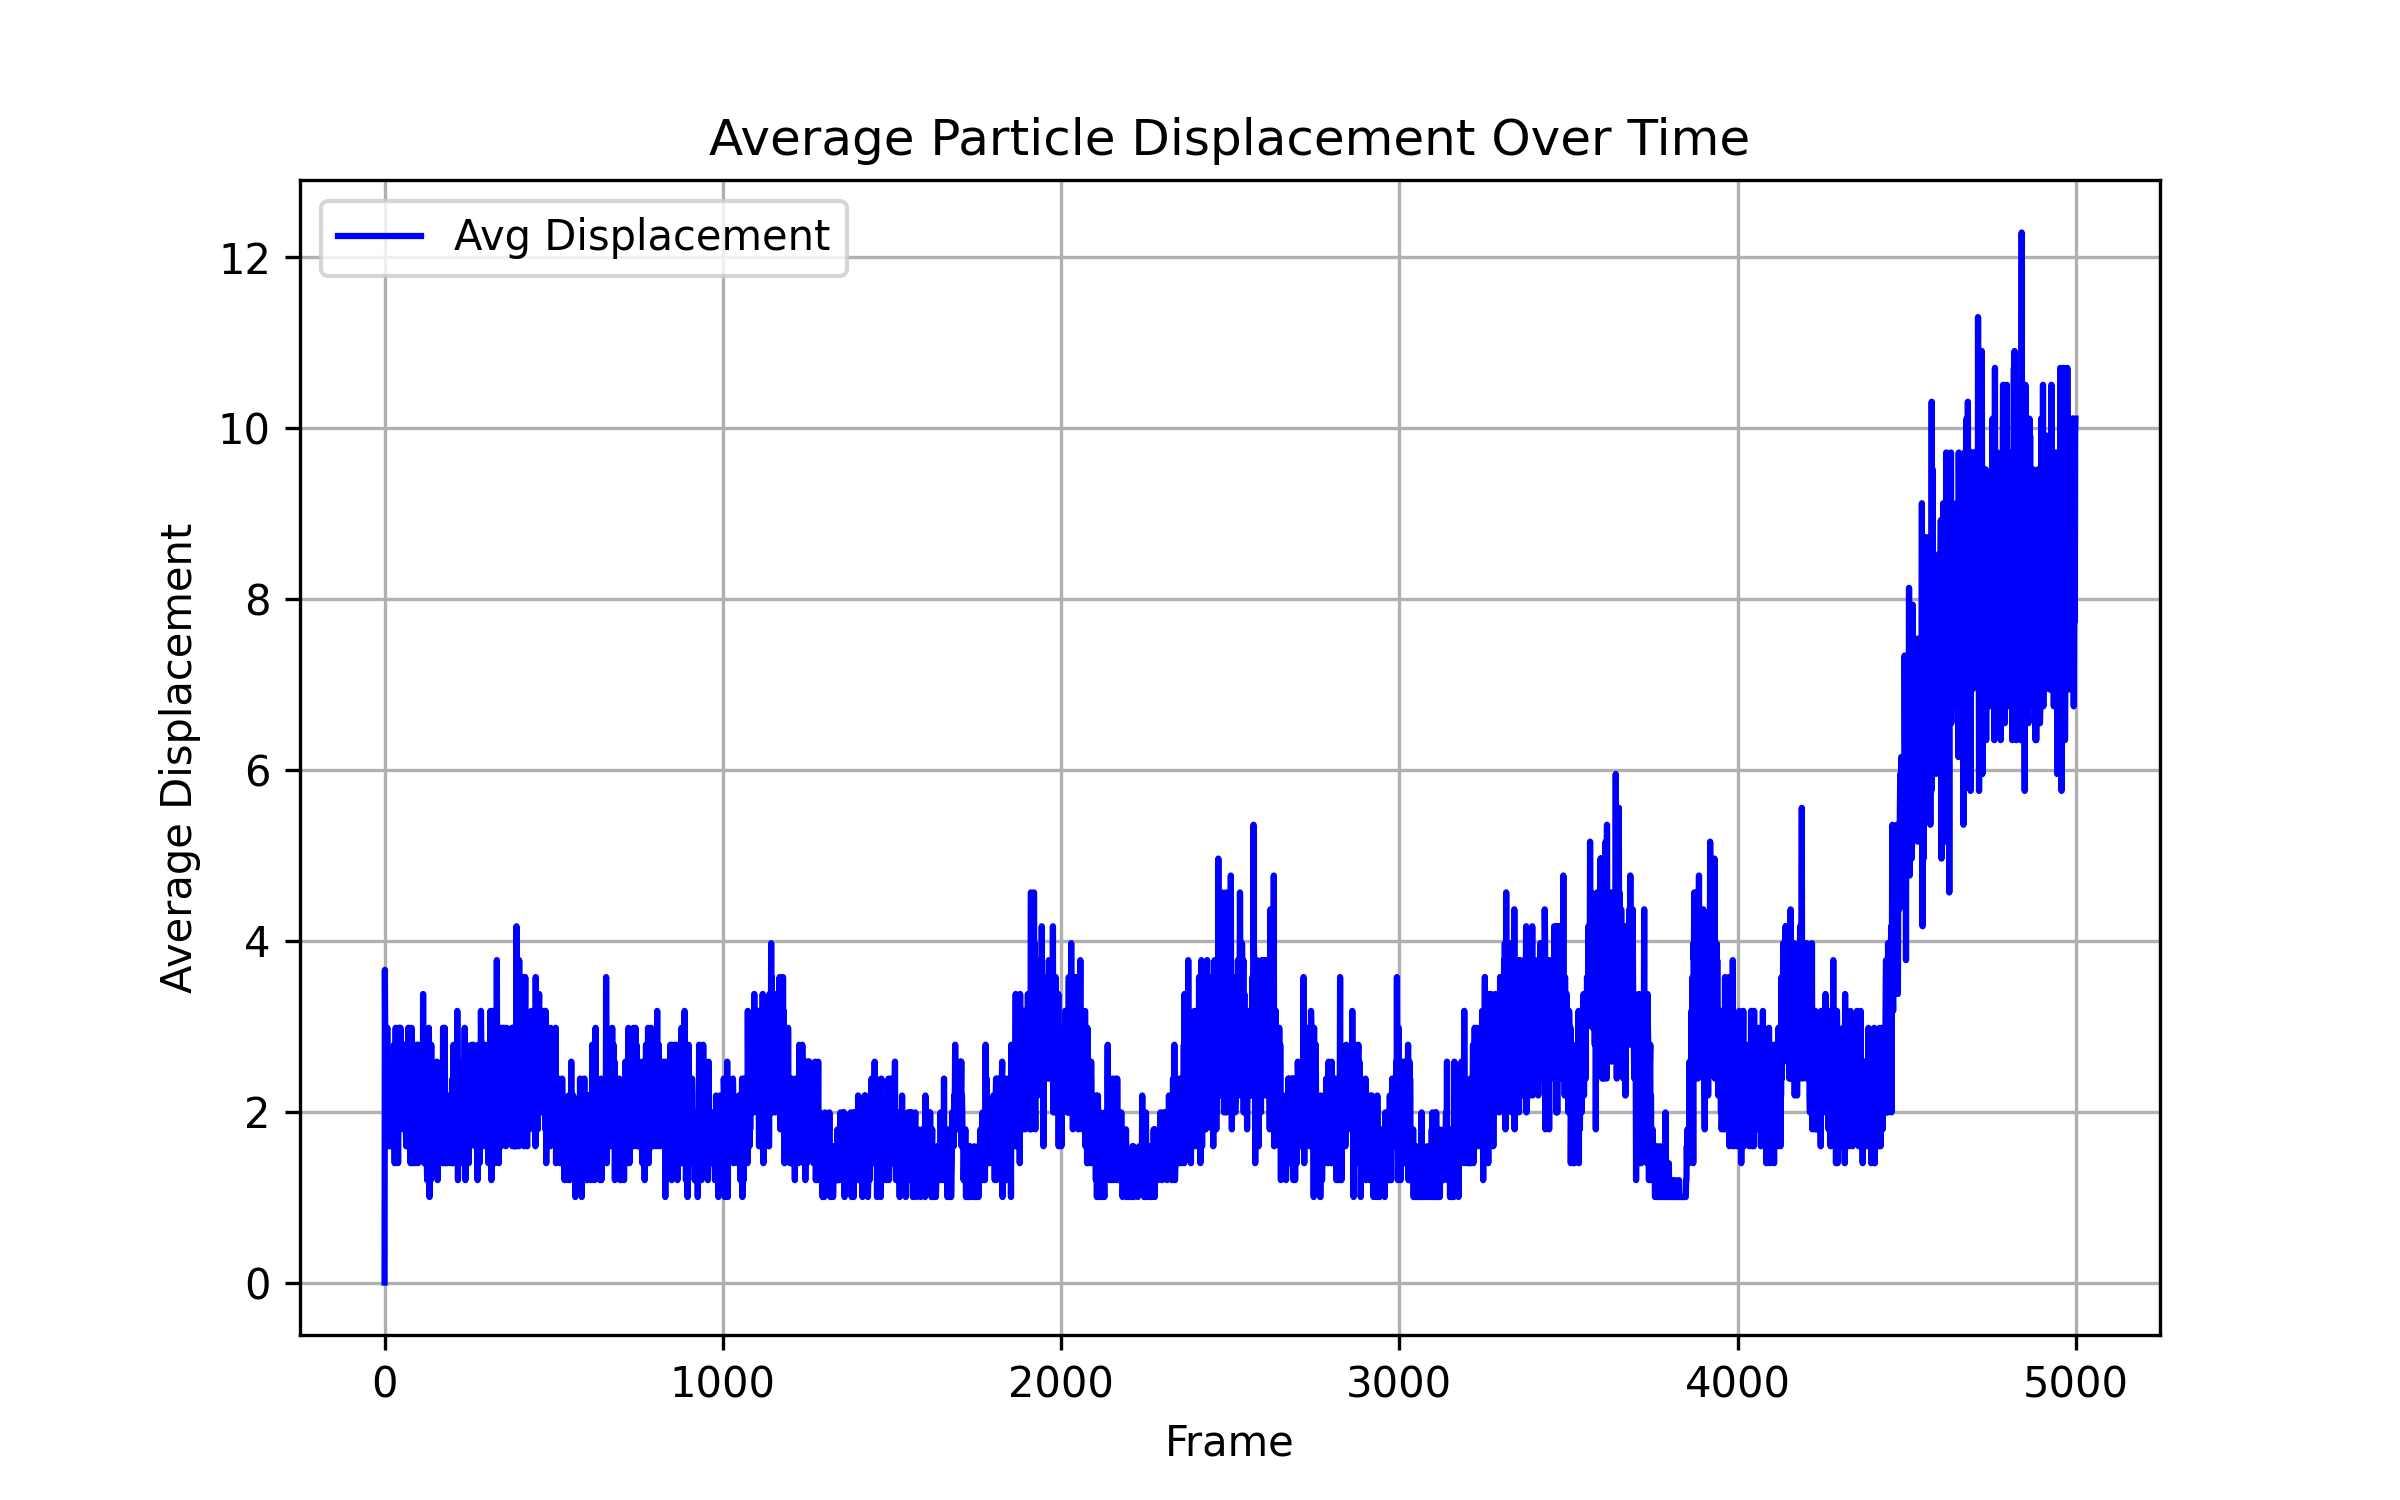 Average Particle Displacement Over Time
Avg Displacement
Average Displacement
12
10
8
6
4
2
0
0 1000 2000 3000 4000 5000
Frame